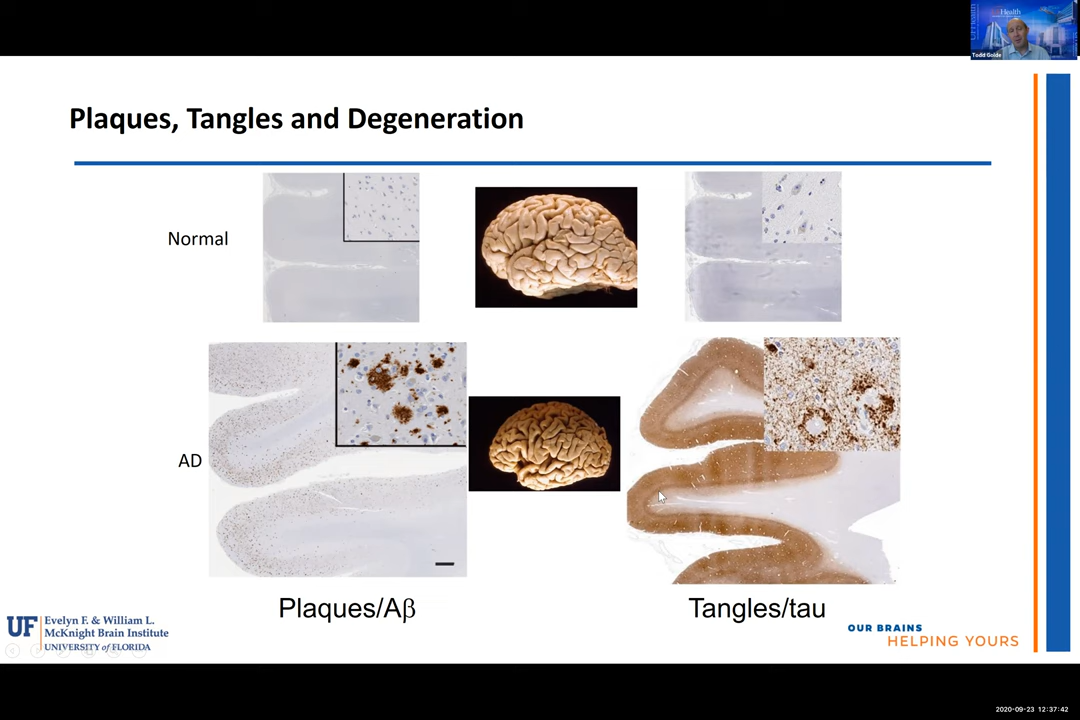 Health
Todd Golde
Plaques, Tangles and Degeneration
Normal
AD
Plaques/Aβ
Tangles/tau
UF
Evelyn F. & William L.
McKnight Brain Institute
UNIVERSITY of FLORIDA
OUR BRAINS
HELPING YOURS
2020-09-23 12:37:42